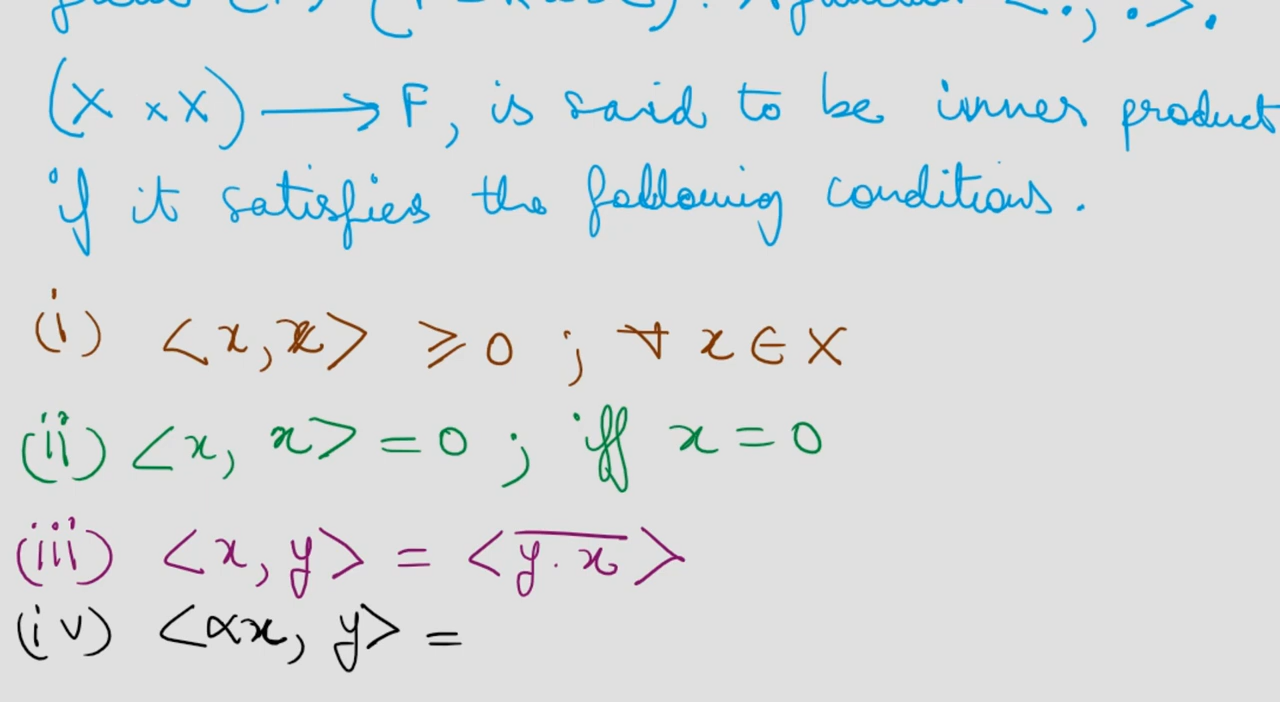 (X × X) ⟶ F, is said to be inner product
if it satisfies the following conditions.
(i) <x, x> ⩾ 0 ; ∀ x ∈ X
(ii) <x, x> = 0 ; iff x = 0
(iii) <x, y> = <y̅.̅x̅>
(iv) <αx, y> =